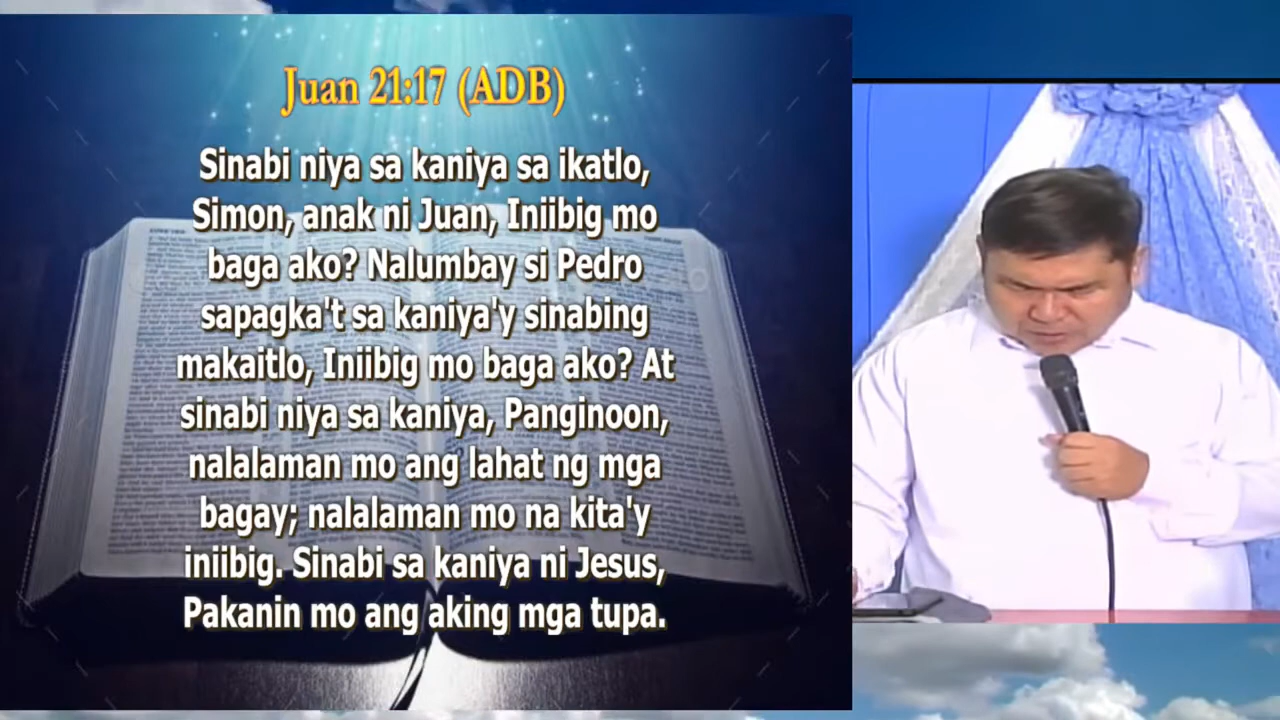 Juan 21:17 (ADB)
Sinabi niya sa kaniya sa ikatlo,
Simon, anak ni Juan, Iniibig mo
baga ako? Nalumbay si Pedro
sapagka't sa kaniya'y sinabing
makaitlo, Iniibig mo baga ako? At
sinabi niya sa kaniya, Panginoon,
nalalaman mo ang lahat ng mga
bagay; nalalaman mo na kita'y
iniibig. Sinabi sa kaniya ni Jesus,
Pakanin mo ang aking mga tupa.